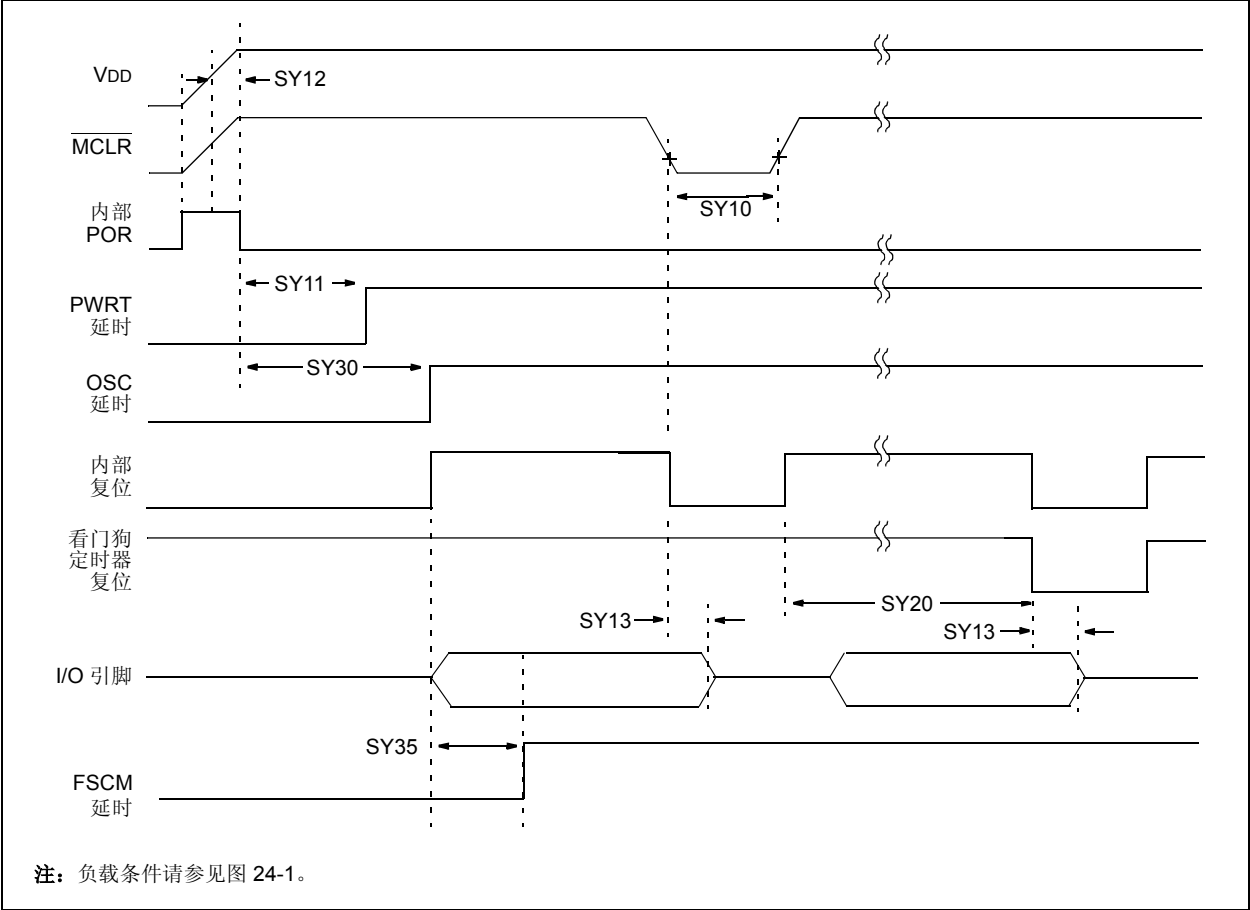 VDD
SY12
MCLR
SY10
内部
POR
SY11
PWRT
延时
SY30
OSC
延时
内部
复位
看门狗
定时器
复位
SY20
SY13
SY13
I/O 引脚
SY35
FSCM
延时
注：负载条件请参见图 24-1。